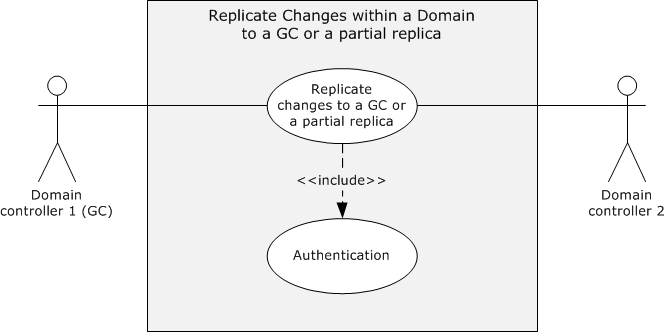 Replicate Changes within a Domain
to a GC or a partial replica
Replicate
changes to a GC or
a partial replica
<<include>>
Authentication
Domain
controller 1 (GC)
Domain
controller 2